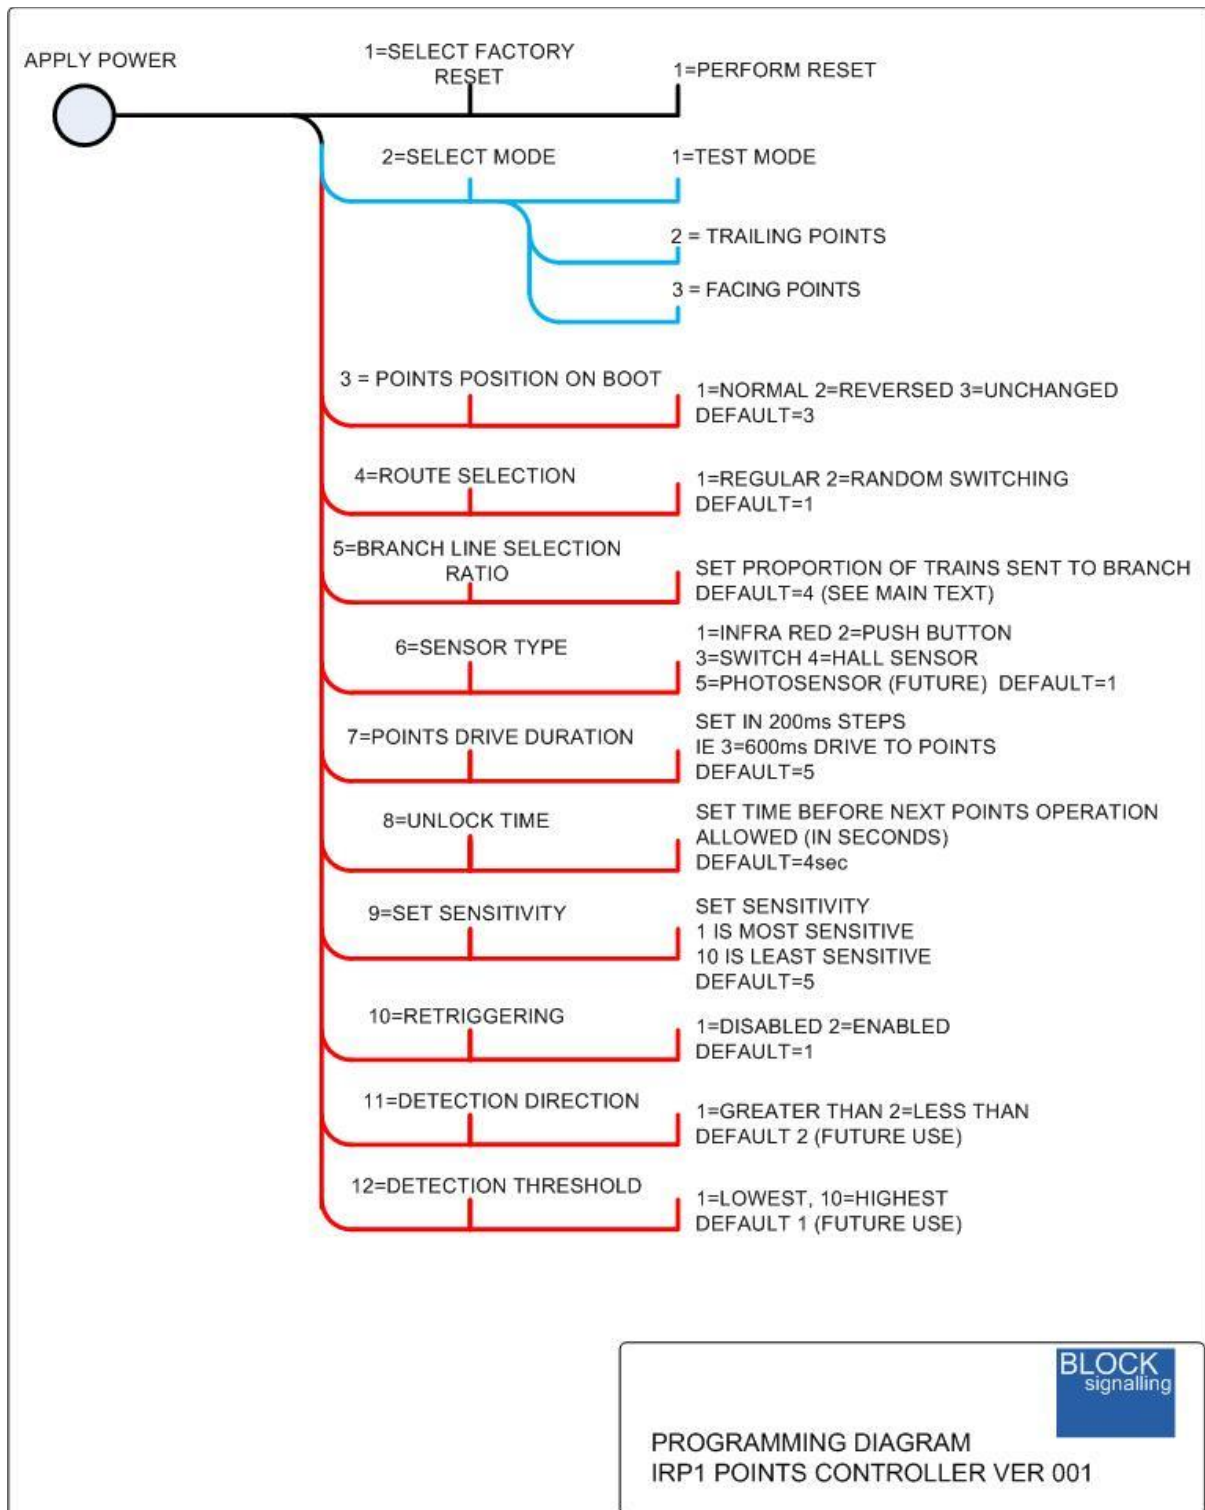 APPLY POWER
1=SELECT FACTORY
RESET
1=PERFORM RESET
2=SELECT MODE
1=TEST MODE
2 = TRAILING POINTS
3 = FACING POINTS
3 = POINTS POSITION ON BOOT
1=NORMAL 2=REVERSED 3=UNCHANGED
DEFAULT=3
4=ROUTE SELECTION
1=REGULAR 2=RANDOM SWITCHING
DEFAULT=1
5=BRANCH LINE SELECTION
RATIO
SET PROPORTION OF TRAINS SENT TO BRANCH
DEFAULT=4 (SEE MAIN TEXT)
6=SENSOR TYPE
1=INFRA RED 2=PUSH BUTTON
3=SWITCH 4=HALL SENSOR
5=PHOTOSENSOR (FUTURE) DEFAULT=1
7=POINTS DRIVE DURATION
SET IN 200ms STEPS
IE 3=600ms DRIVE TO POINTS
DEFAULT=5
8=UNLOCK TIME
SET TIME BEFORE NEXT POINTS OPERATION
ALLOWED (IN SECONDS)
DEFAULT=4sec
9=SET SENSITIVITY
SET SENSITIVITY
1 IS MOST SENSITIVE
10 IS LEAST SENSITIVE
DEFAULT=5
10=RETRIGGERING
1=DISABLED 2=ENABLED
DEFAULT=1
11=DETECTION DIRECTION
1=GREATER THAN 2=LESS THAN
DEFAULT 2 (FUTURE USE)
12=DETECTION THRESHOLD
1=LOWEST, 10=HIGHEST
DEFAULT 1 (FUTURE USE)
BLOCK
signalling
PROGRAMMING DIAGRAM
IRP1 POINTS CONTROLLER VER 001